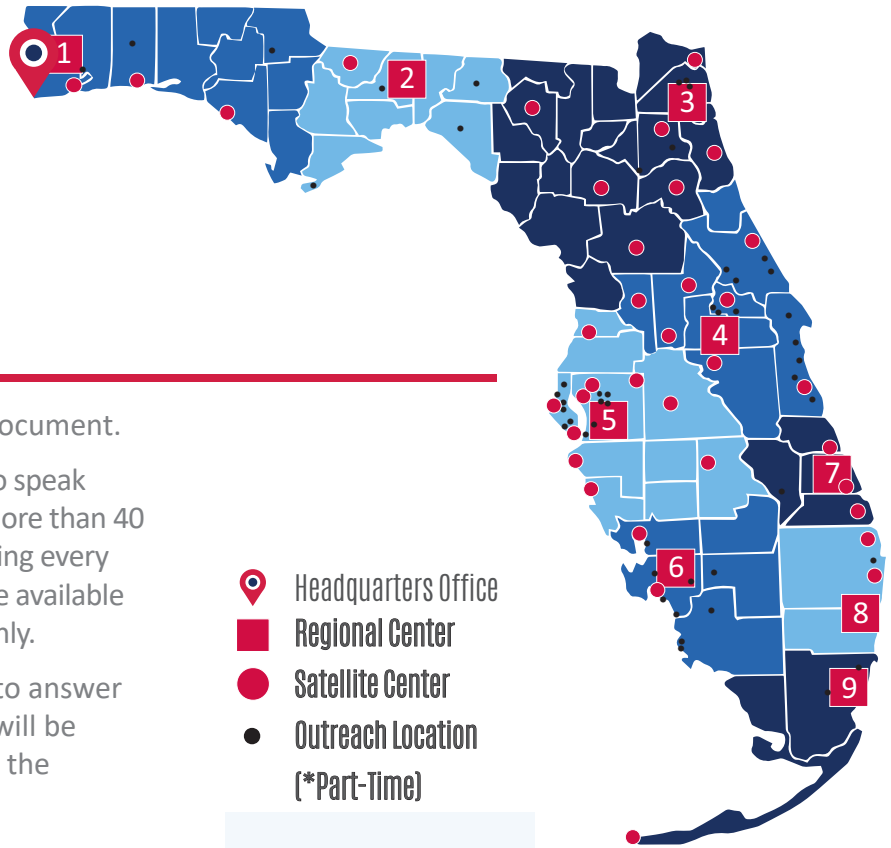 1
2
3
4
5
6
7
8
9
ocument.
o speak
ore than 40
ing every
e available
nly.
to answer
will be
the
Headquarters Office
Regional Center
Satellite Center
Outreach Location
(*Part-Time)